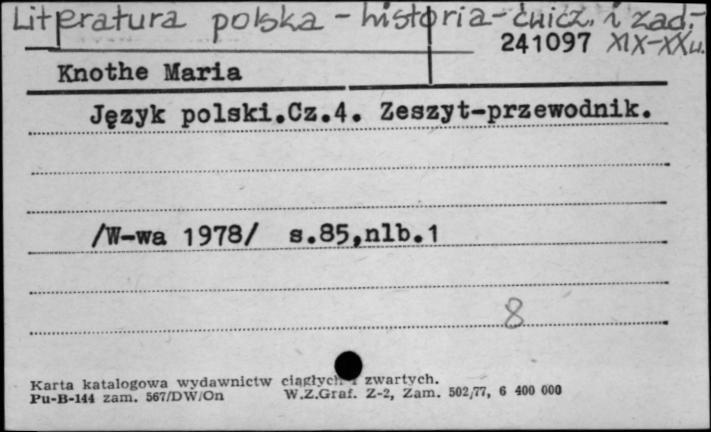 Literatura polska - historia - ćwicz. i zad. -
241097 XIX-XXw.
Knothe Maria
Język polski.Cz.4. Zeszyt-przewodnik.
/W-wa 1978/ s.85,nlb.1
8
Karta katalogowa wydawnictw ciągłych i zwartych.
Pu-B-144 zam. 567/DW/On W.Z.Graf. Z-2, Zam. 502/77, 6 400 000